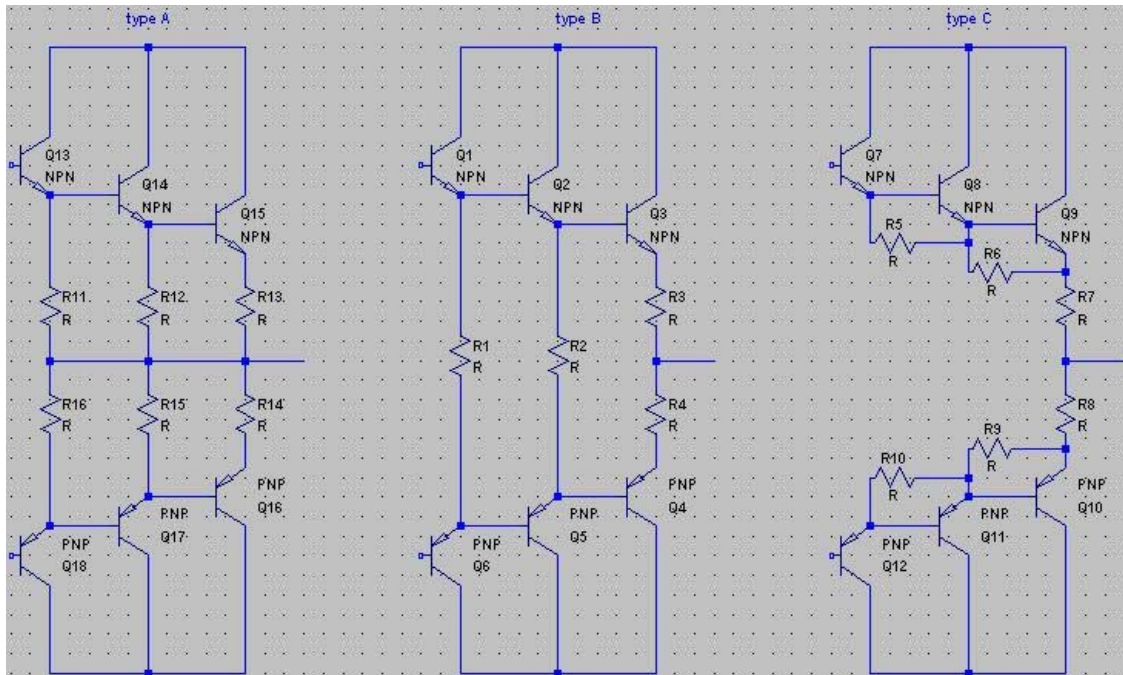 type A
Q13
NPN
Q14
NPN
Q15
NPN
R11
R
R12
R
R13
R
R16
R
R15
R
R14
R
PNP
Q16
PNP
Q17
PNP
Q18
type B
Q1
NPN
Q2
NPN
Q3
NPN
R3
R
R1
R
R2
R
R4
R
PNP
Q4
PNP
Q5
PNP
Q6
type C
Q7
NPN
Q8
NPN
Q9
NPN
R5
R
R6
R
R7
R
R8
R
R9
R
R10
R
PNP
Q10
PNP
Q11
PNP
Q12